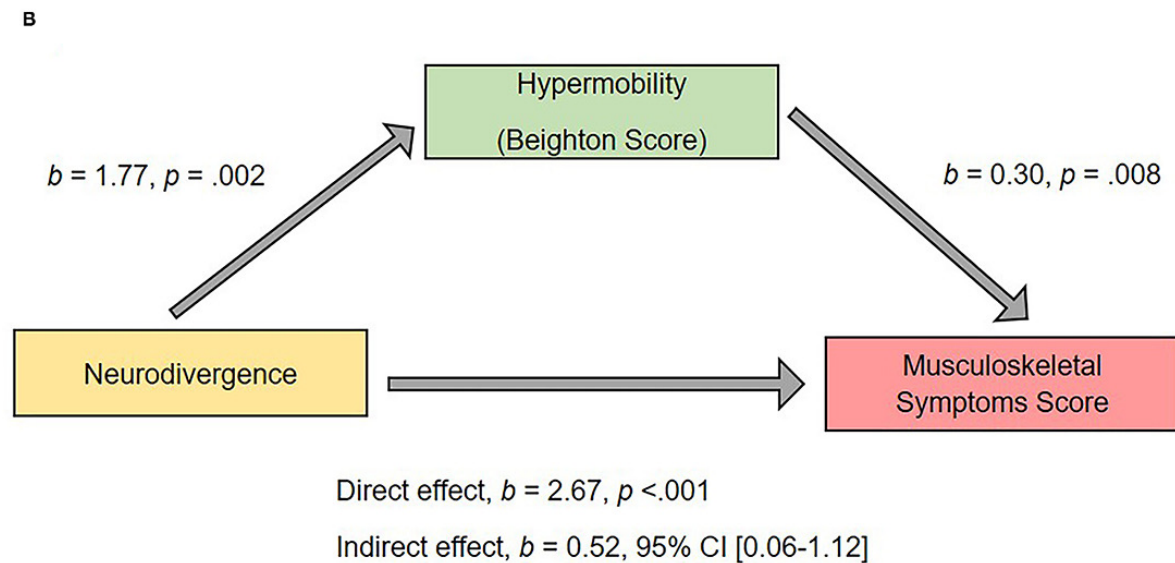 B
Hypermobility
(Beighton Score)
b = 1.77, p = .002
b = 0.30, p = .008
Neurodivergence
Musculoskeletal
Symptoms Score
Direct effect, b = 2.67, p <.001
Indirect effect, b = 0.52, 95% CI [0.06-1.12]